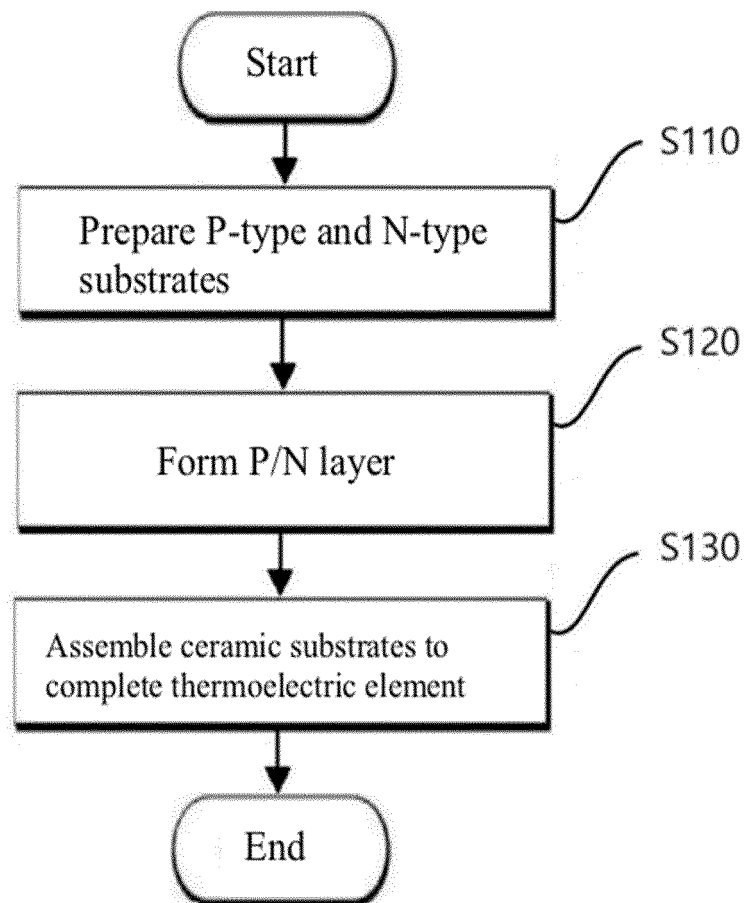 Start
S110
Prepare P-type and N-type
substrates
S120
Form P/N layer
S130
Assemble ceramic substrates to
complete thermoelectric element
End